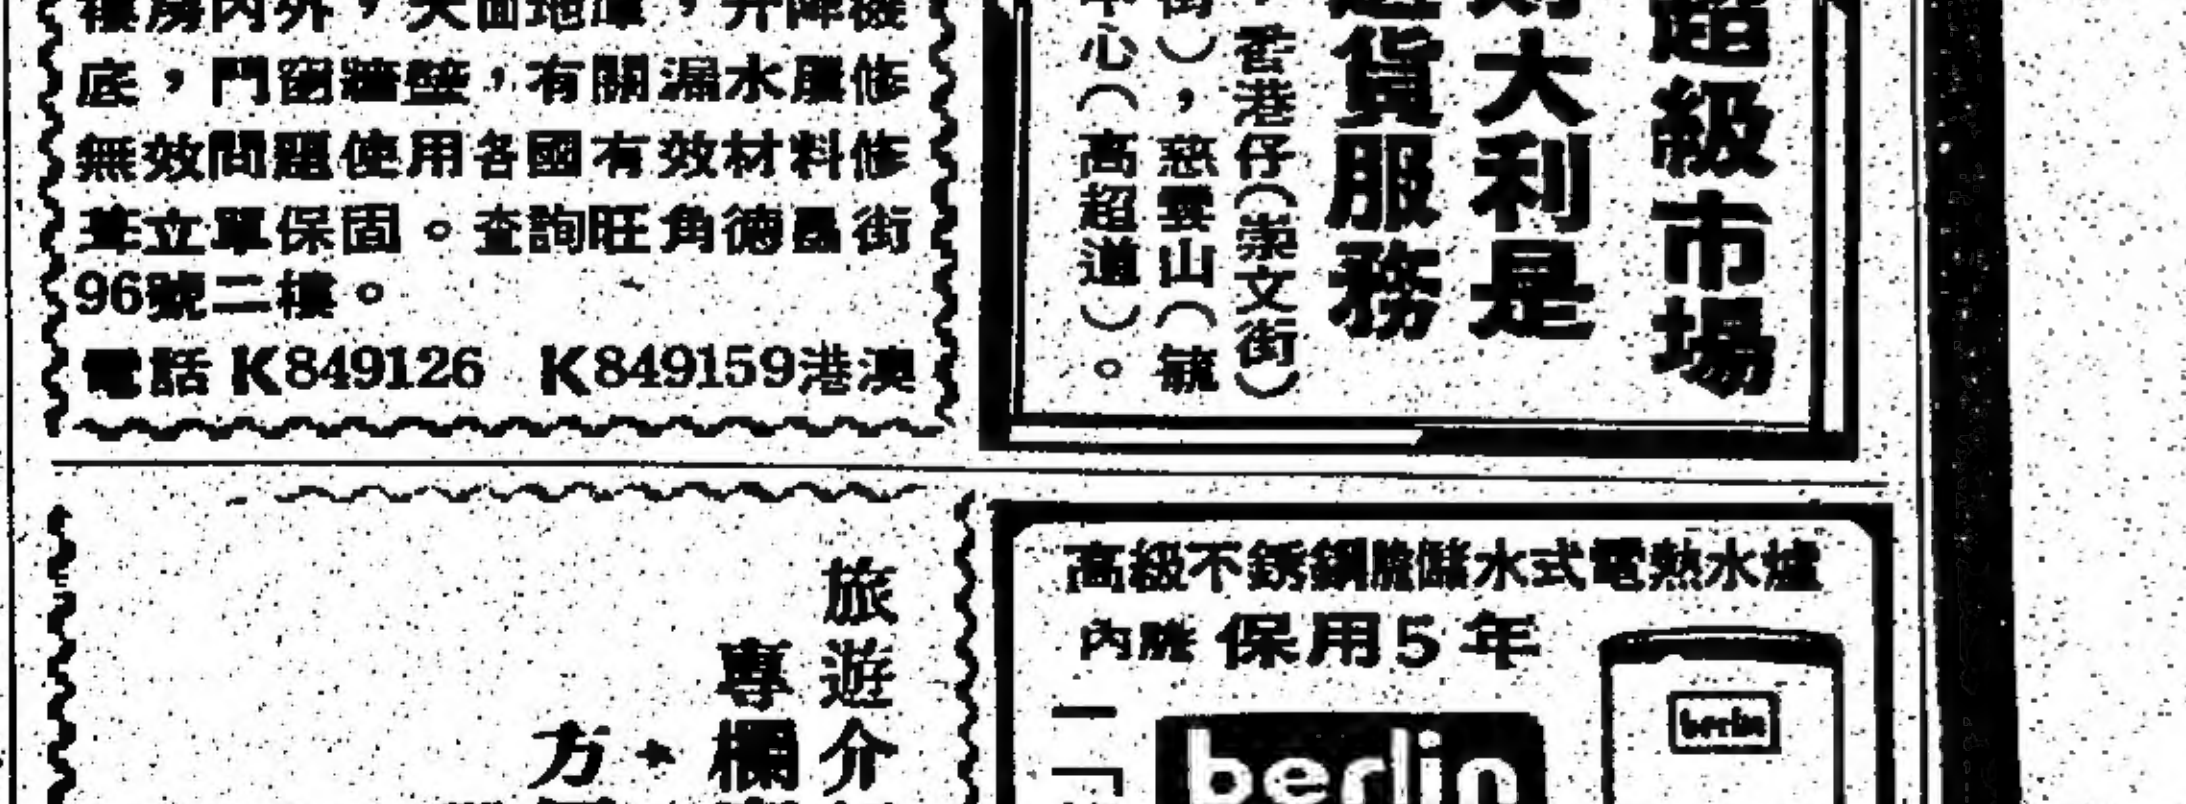 樓房內外，天面地庫，升降機
底，門窗牆壁，有關漏水屢修
無效問題使用各國有效材料修
葺立單保固。查詢旺角德昌街
96號二樓。
電話 K849126 K849159港澳
超級市場
大利是
送貨服務
，香港仔(崇文街)
街)，慈雲山(毓
中心(高超道)。
旅遊介
專欄
方
高級不銹鋼膽儲水式電熱水爐
內膽 保用5年
berlin
berlin